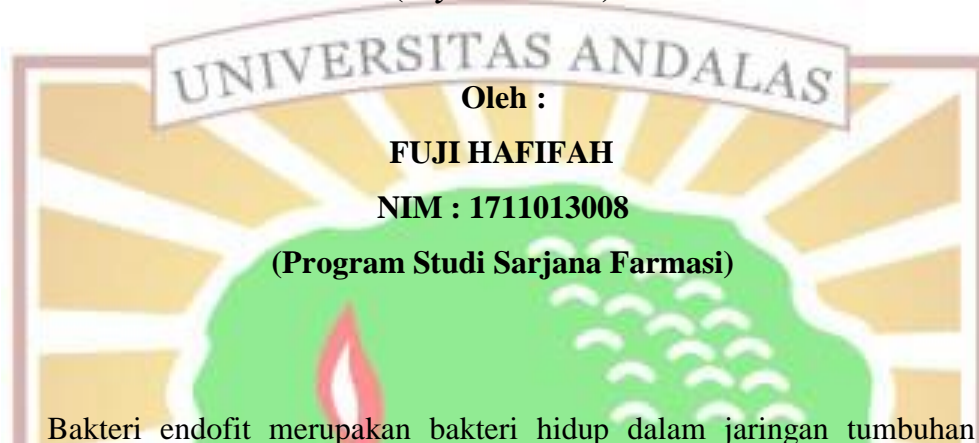 UNIVERSITAS ANDALAS
Oleh :
FUJI HAFIFAH
NIM : 1711013008
(Program Studi Sarjana Farmasi)
Bakteri endofit merupakan bakteri hidup dalam jaringan tumbuhan